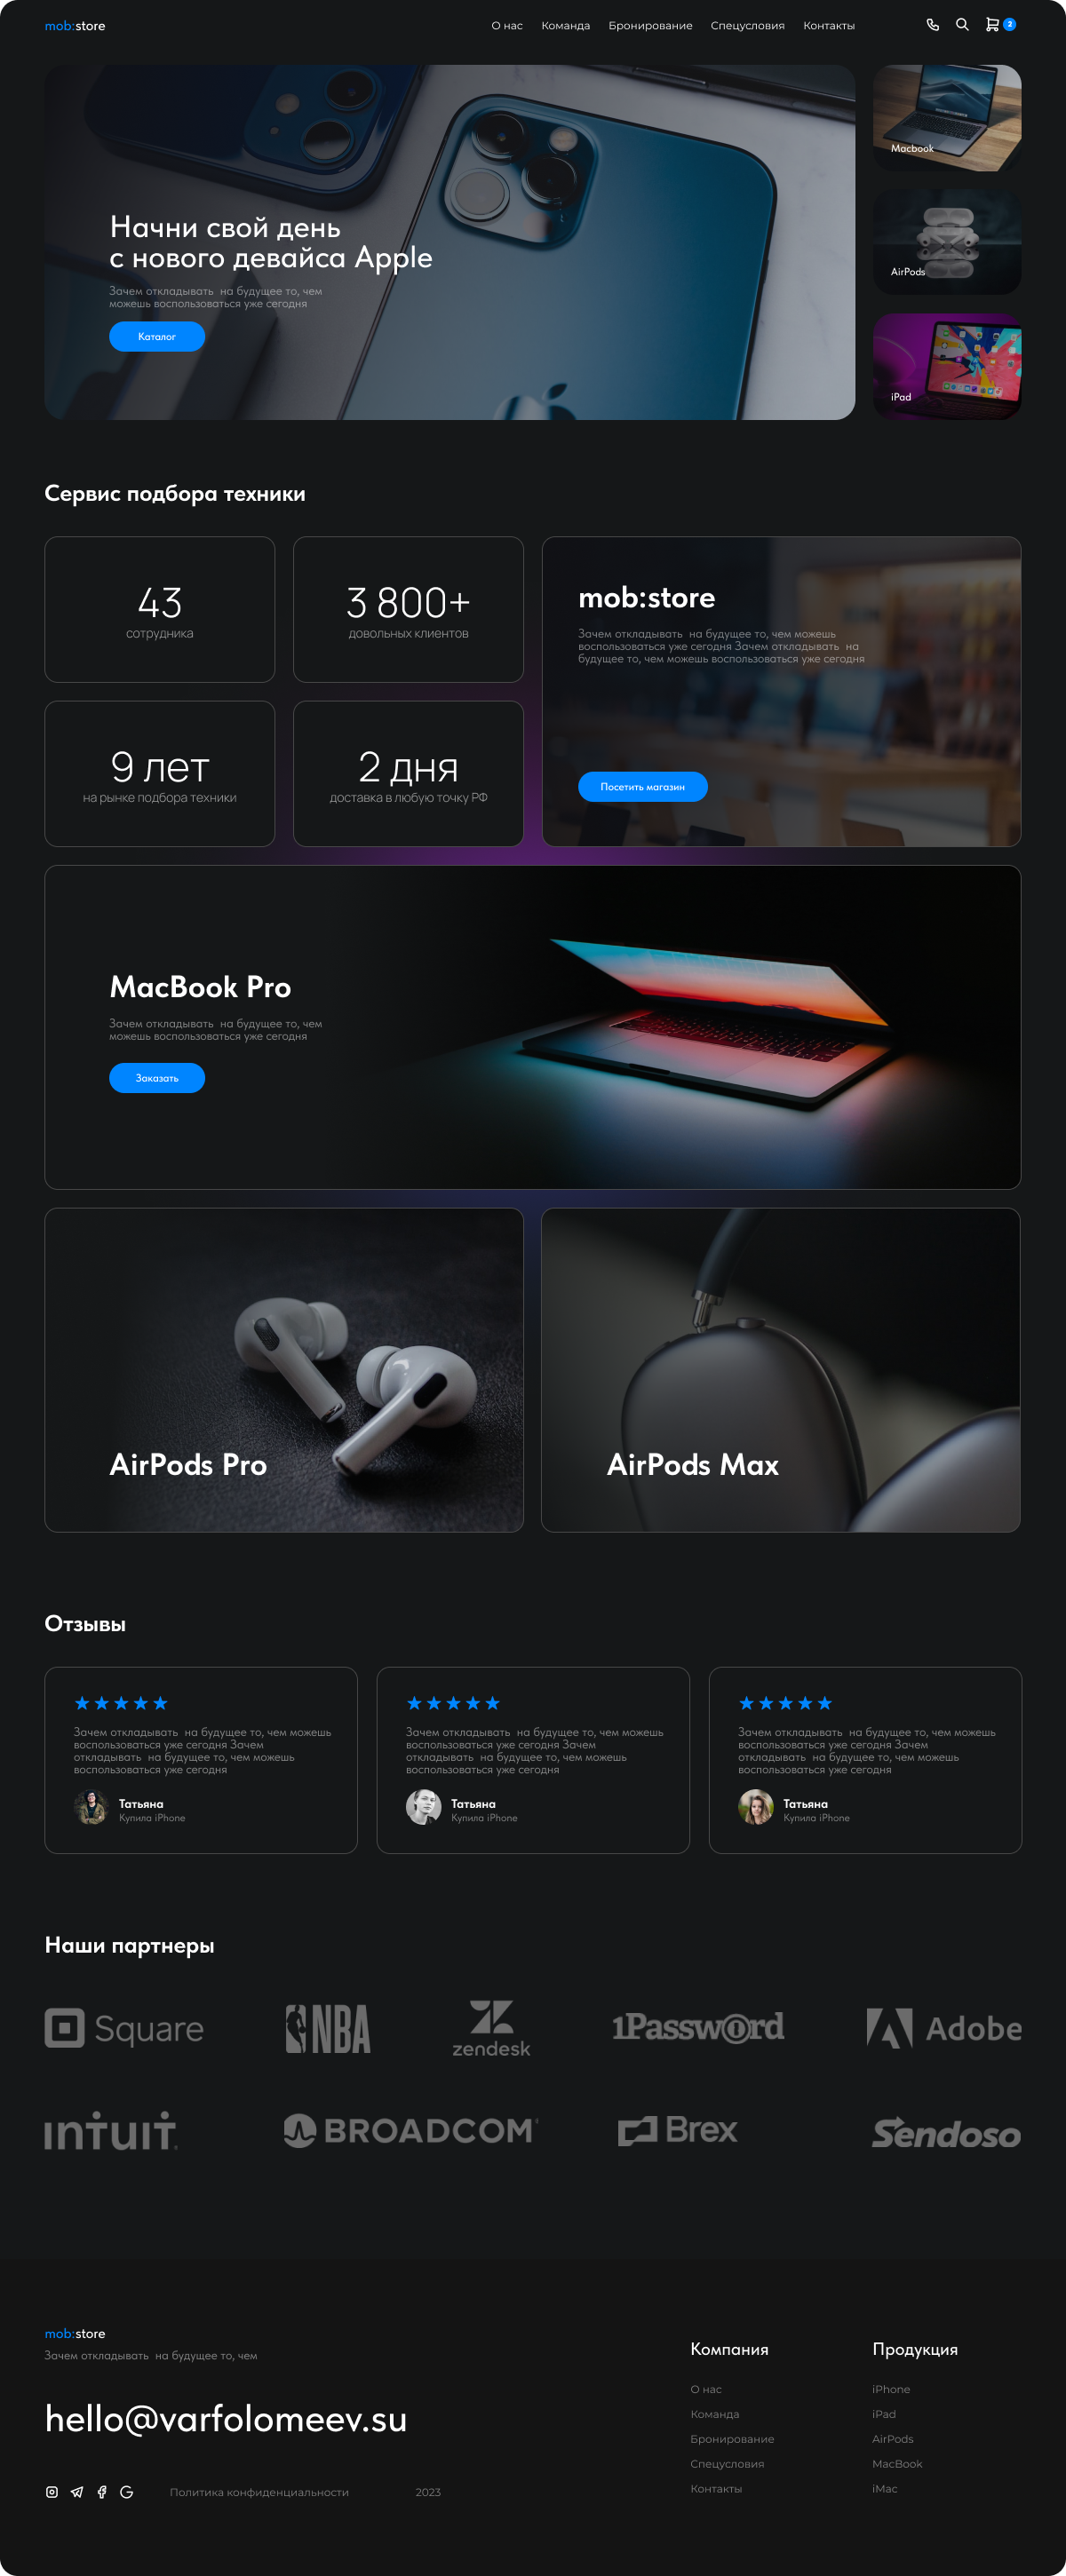 mob:store
О нас Команда Бронирование Спецусловия Контакты
2
Начни свой день
с нового девайса Apple
Зачем откладывать на будущее то, чем
можешь воспользоваться уже сегодня
Каталог
Macbook
AirPods
iPad
Сервис подбора техники
43
сотрудника
3 800+
довольных клиентов
9 лет
на рынке подбора техники
2 дня
доставка в любую точку РФ
mob:store
Зачем откладывать на будущее то, чем можешь
воспользоваться уже сегодня Зачем откладывать на
будущее то, чем можешь воспользоваться уже сегодня
Посетить магазин
MacBook Pro
Зачем откладывать на будущее то, чем
можешь воспользоваться уже сегодня
Заказать
AirPods Pro
AirPods Max
Отзывы
Зачем откладывать на будущее то, чем можешь
воспользоваться уже сегодня Зачем
откладывать на будущее то, чем можешь
воспользоваться уже сегодня
Татьяна
Купила iPhone
Зачем откладывать на будущее то, чем можешь
воспользоваться уже сегодня Зачем
откладывать на будущее то, чем можешь
воспользоваться уже сегодня
Татьяна
Купила iPhone
Зачем откладывать на будущее то, чем можешь
воспользоваться уже сегодня Зачем
откладывать на будущее то, чем можешь
воспользоваться уже сегодня
Татьяна
Купила iPhone
Наши партнеры
Square
NBA
zendesk
1Password
Adobe
intuit
BROADCOM
Brex
Sendoso
mob:store
Зачем откладывать на будущее то, чем
hello@varfolomeev.su
Политика конфиденциальности 2023
Компания
О нас
Команда
Бронирование
Спецусловия
Контакты
Продукция
iPhone
iPad
AirPods
MacBook
iMac